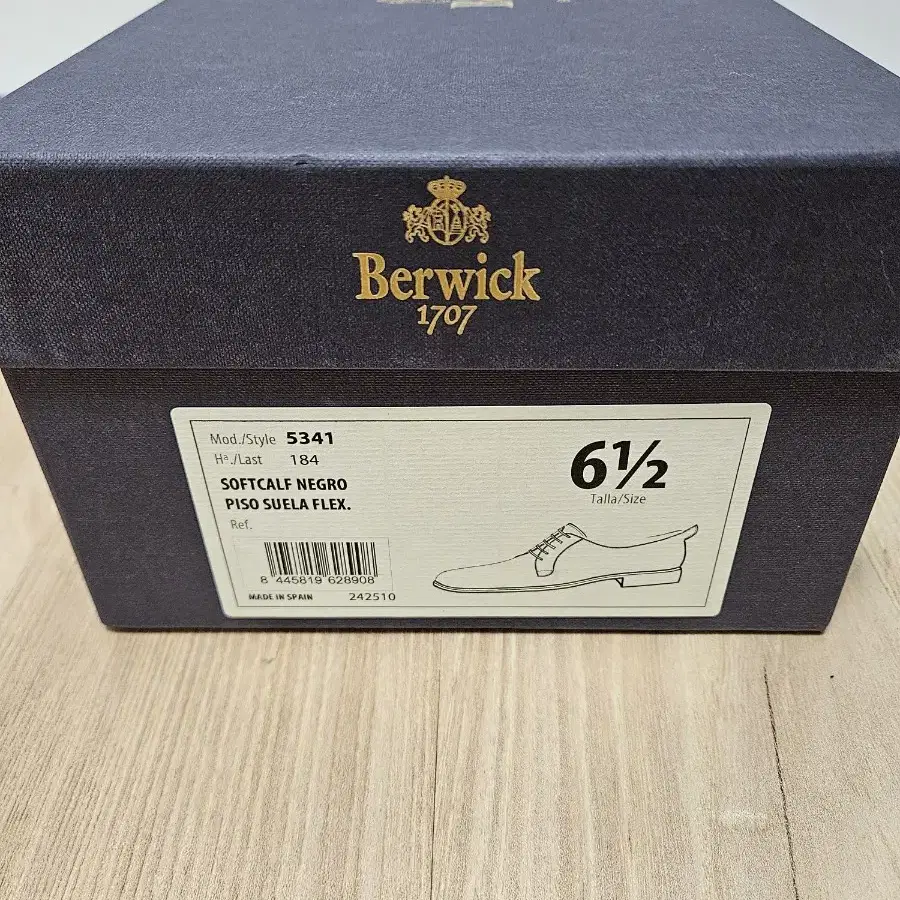 Berwick
1707
Mod./Style 5341
Hª./Last 184
SOFTCALF NEGRO
PISO SUELA FLEX.
Ref.
6½
Talla/Size
8 445819 628908
MADE IN SPAIN 242510